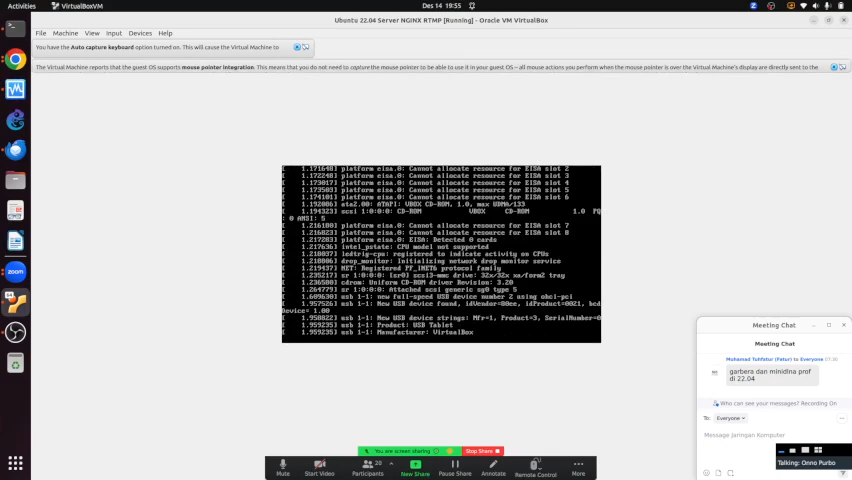 Activities
VirtualBoxVM
Des 14 19:55
Ubuntu 22.04 Server NGINX RTMP [Running] - Oracle VM VirtualBox
File Machine View Input Devices Help
You have the Auto capture keyboard option turned on. This will cause the Virtual Machine to
The Virtual Machine reports that the guest OS supports mouse pointer integration. This means that you do not need to capture the mouse pointer to be able to use it in your guest OS — all mouse actions you perform when the mouse pointer is over the Virtual Machine's display are directly sent to the
[ 1.171648] platform eisa.0: Cannot allocate resource for EISA slot 2
[ 1.172248] platform eisa.0: Cannot allocate resource for EISA slot 3
[ 1.173017] platform eisa.0: Cannot allocate resource for EISA slot 4
[ 1.173503] platform eisa.0: Cannot allocate resource for EISA slot 5
[ 1.174101] platform eisa.0: Cannot allocate resource for EISA slot 6
[ 1.192006] ata2.00: ATAPI: VBOX CD-ROM, 1.0, max UDMA/133
[ 1.194323] scsi 1:0:0:0: CD-ROM VBOX CD-ROM 1.0 PQ
: 0 ANSI: 5
[ 1.216180] platform eisa.0: Cannot allocate resource for EISA slot 7
[ 1.216823] platform eisa.0: Cannot allocate resource for EISA slot 8
[ 1.217283] platform eisa.0: EISA: Detected 0 cards
[ 1.217636] intel_pstate: CPU model not supported
[ 1.218037] ledtrig-cpu: registered to indicate activity on CPUs
[ 1.218806] drop_monitor: Initializing network drop monitor service
[ 1.219437] NET: Registered PF_INET6 protocol family
[ 1.235217] sr 1:0:0:0: [sr0] scsi3-mmc drive: 32x/32x xa/form2 tray
[ 1.236580] cdrom: Uniform CD-ROM driver Revision: 3.20
[ 1.264779] sr 1:0:0:0: Attached scsi generic sg0 type 5
[ 1.609630] usb 1-1: new full-speed USB device number 2 using ohci-pci
[ 1.957526] usb 1-1: New USB device found, idVendor=80ee, idProduct=0021, bcd
Device= 1.00
[ 1.958822] usb 1-1: New USB device strings: Mfr=1, Product=3, SerialNumber=0
[ 1.959235] usb 1-1: Product: USB Tablet
[ 1.959235] usb 1-1: Manufacturer: VirtualBox
zoom
Meeting Chat
Meeting Chat
Muhamad Tuhfatur (Fatur) to Everyone 07:30
garbera dan minidina prof
di 22.04
Who can see your messages? Recording On
To: Everyone
Message Jaringan Komputer
Talking: Onno Purbo
You are screen sharing
Stop Share
20
Mute
Start Video
Participants
New Share
Pause Share
Annotate
Remote Control
More